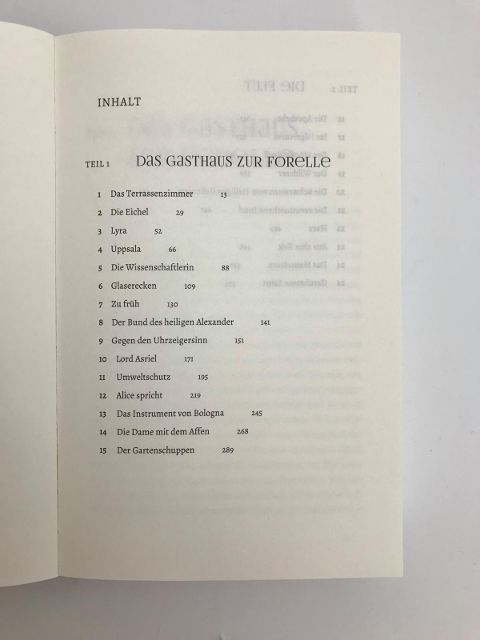 INHALT
TEIL 1 DAS GASTHAUS ZUR FORELLE
1 Das Terrassenzimmer 13
2 Die Eichel 29
3 Lyra 52
4 Uppsala 66
5 Die Wissenschaftlerin 88
6 Glaserecken 109
7 Zu früh 130
8 Der Bund des heiligen Alexander 141
9 Gegen den Uhrzeigersinn 151
10 Lord Asriel 171
11 Umweltschutz 195
12 Alice spricht 219
13 Das Instrument von Bologna 245
14 Die Dame mit dem Affen 268
15 Der Gartenschuppen 289